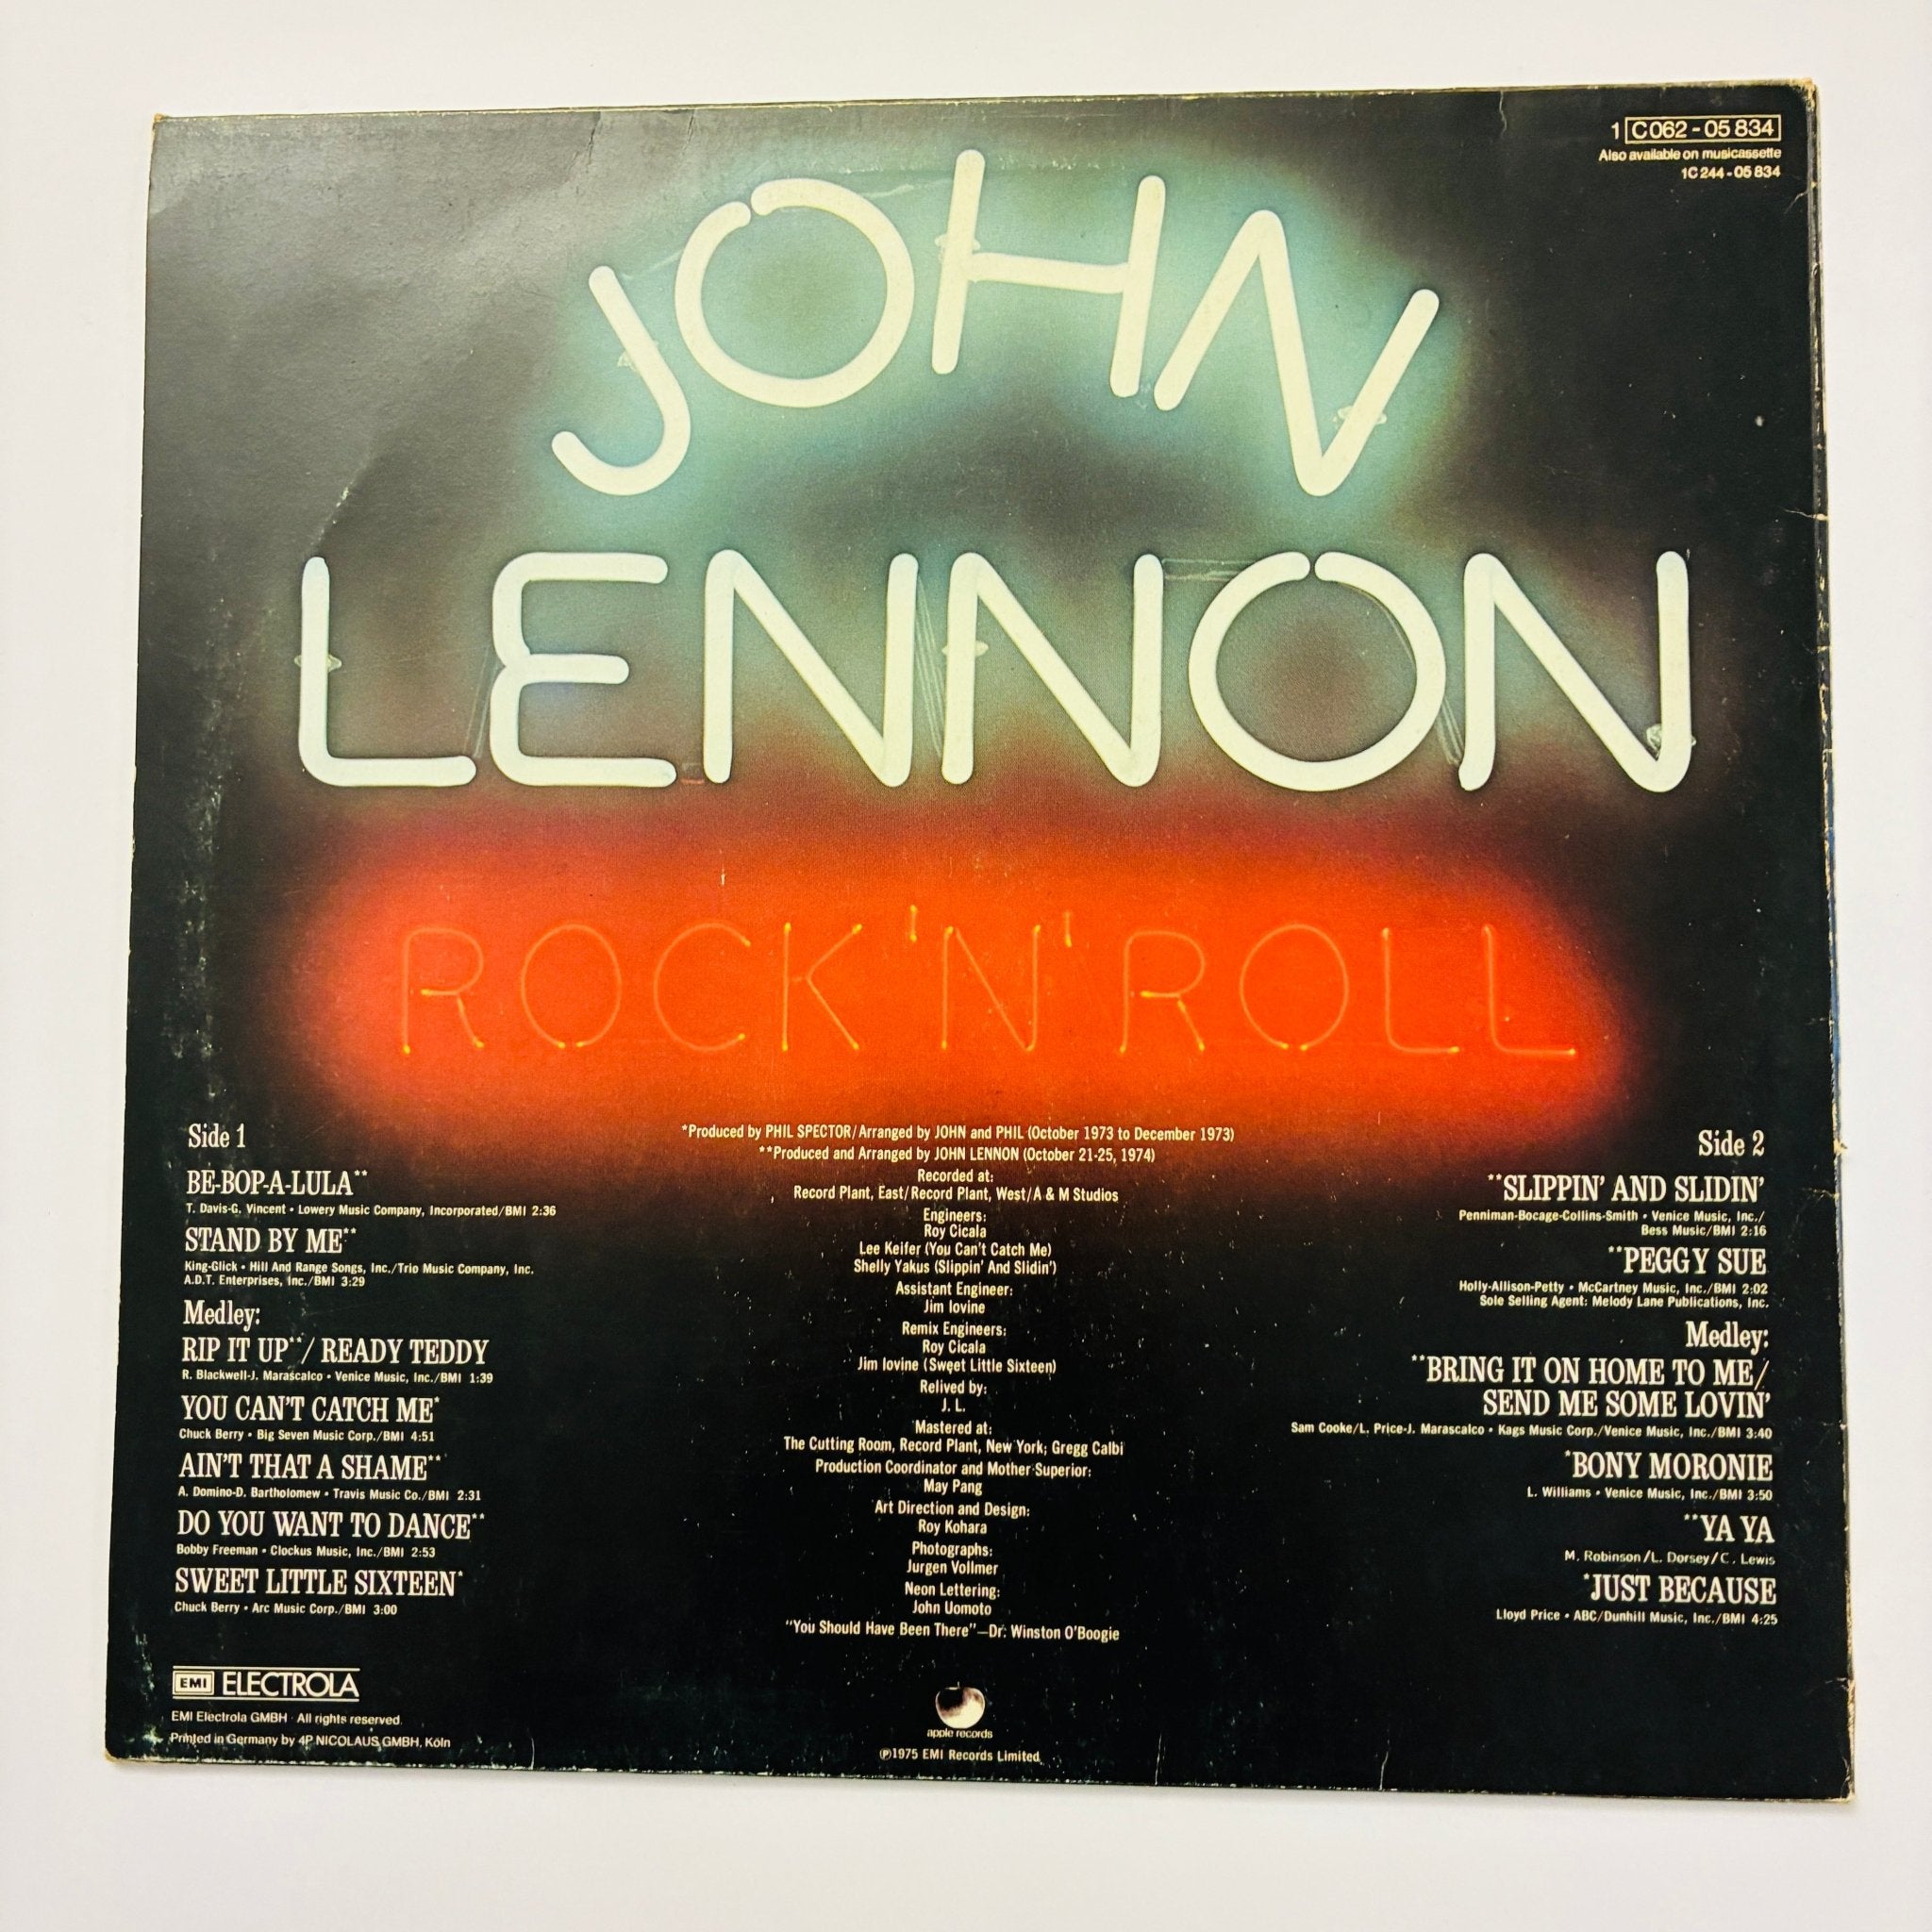 1 C062-05 834
Also available on musicassette
1C 244-05 834
JOHN
LENNON
ROCK 'N' ROLL
Side 1
BE-BOP-A-LULA**
T. Davis-G. Vincent • Lowery Music Company, Incorporated/BMI 2:36
STAND BY ME**
King-Glick • Hill And Range Songs, Inc./Trio Music Company, Inc.
A.D.T. Enterprises, Inc./BMI 3:29
Medley:
RIP IT UP**/ READY TEDDY
R. Blackwell-J. Marascalco • Venice Music, Inc./BMI 1:39
YOU CAN'T CATCH ME*
Chuck Berry • Big Seven Music Corp./BMI 4:51
AIN'T THAT A SHAME**
A. Domino-D. Bartholomew • Travis Music Co./BMI 2:31
DO YOU WANT TO DANCE**
Bobby Freeman • Clockus Music, Inc./BMI 2:53
SWEET LITTLE SIXTEEN*
Chuck Berry • Arc Music Corp./BMI 3:00
*Produced by PHIL SPECTOR/Arranged by JOHN and PHIL (October 1973 to December 1973)
**Produced and Arranged by JOHN LENNON (October 21-25, 1974)
Recorded at:
Record Plant, East/Record Plant, West/A & M Studios
Engineers:
Roy Cicala
Lee Keifer (You Can't Catch Me)
Shelly Yakus (Slippin' And Slidin')
Assistant Engineer:
Jim Iovine
Remix Engineers:
Roy Cicala
Jim Iovine (Sweet Little Sixteen)
Relived by:
J. L.
Mastered at:
The Cutting Room, Record Plant, New York; Gregg Calbi
Production Coordinator and Mother Superior:
May Pang
Art Direction and Design:
Roy Kohara
Photographs:
Jurgen Vollmer
Neon Lettering:
John Uomoto
"You Should Have Been There"—Dr. Winston O'Boogie
Side 2
**SLIPPIN' AND SLIDIN'
Penniman-Bocage-Collins-Smith • Venice Music, Inc./
Bess Music/BMI 2:16
**PEGGY SUE
Holly-Allison-Petty • McCartney Music, Inc./BMI 2:02
Sole Selling Agent: Melody Lane Publications, Inc.
Medley:
**BRING IT ON HOME TO ME/
SEND ME SOME LOVIN'
Sam Cooke/L. Price-J. Marascalco • Kags Music Corp./Venice Music, Inc./BMI 3:40
*BONY MORONIE
L. Williams • Venice Music, Inc./BMI 3:50
**YA YA
M. Robinson/L. Dorsey/C. Lewis
*JUST BECAUSE
Lloyd Price • ABC/Dunhill Music, Inc./BMI 4:25
EMI ELECTROLA
EMI Electrola GMBH · All rights reserved.
Printed in Germany by 4P NICOLAUS GMBH, Köln
apple records
℗1975 EMI Records Limited